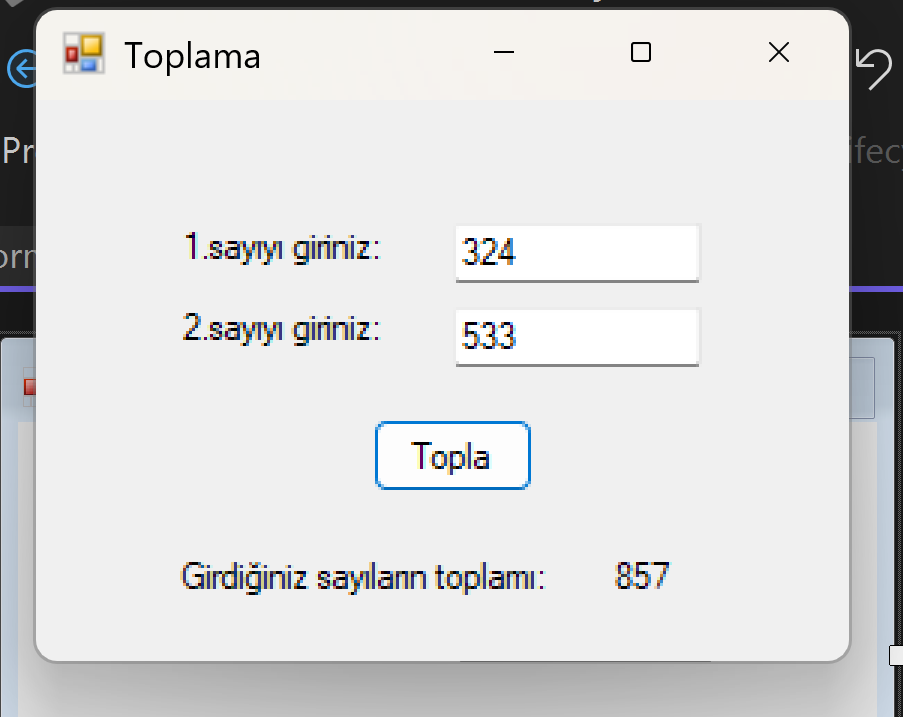 Toplama
1.sayıyı giriniz:
324
2.sayıyı giriniz:
533
Topla
Girdiğiniz sayıların toplamı: 857